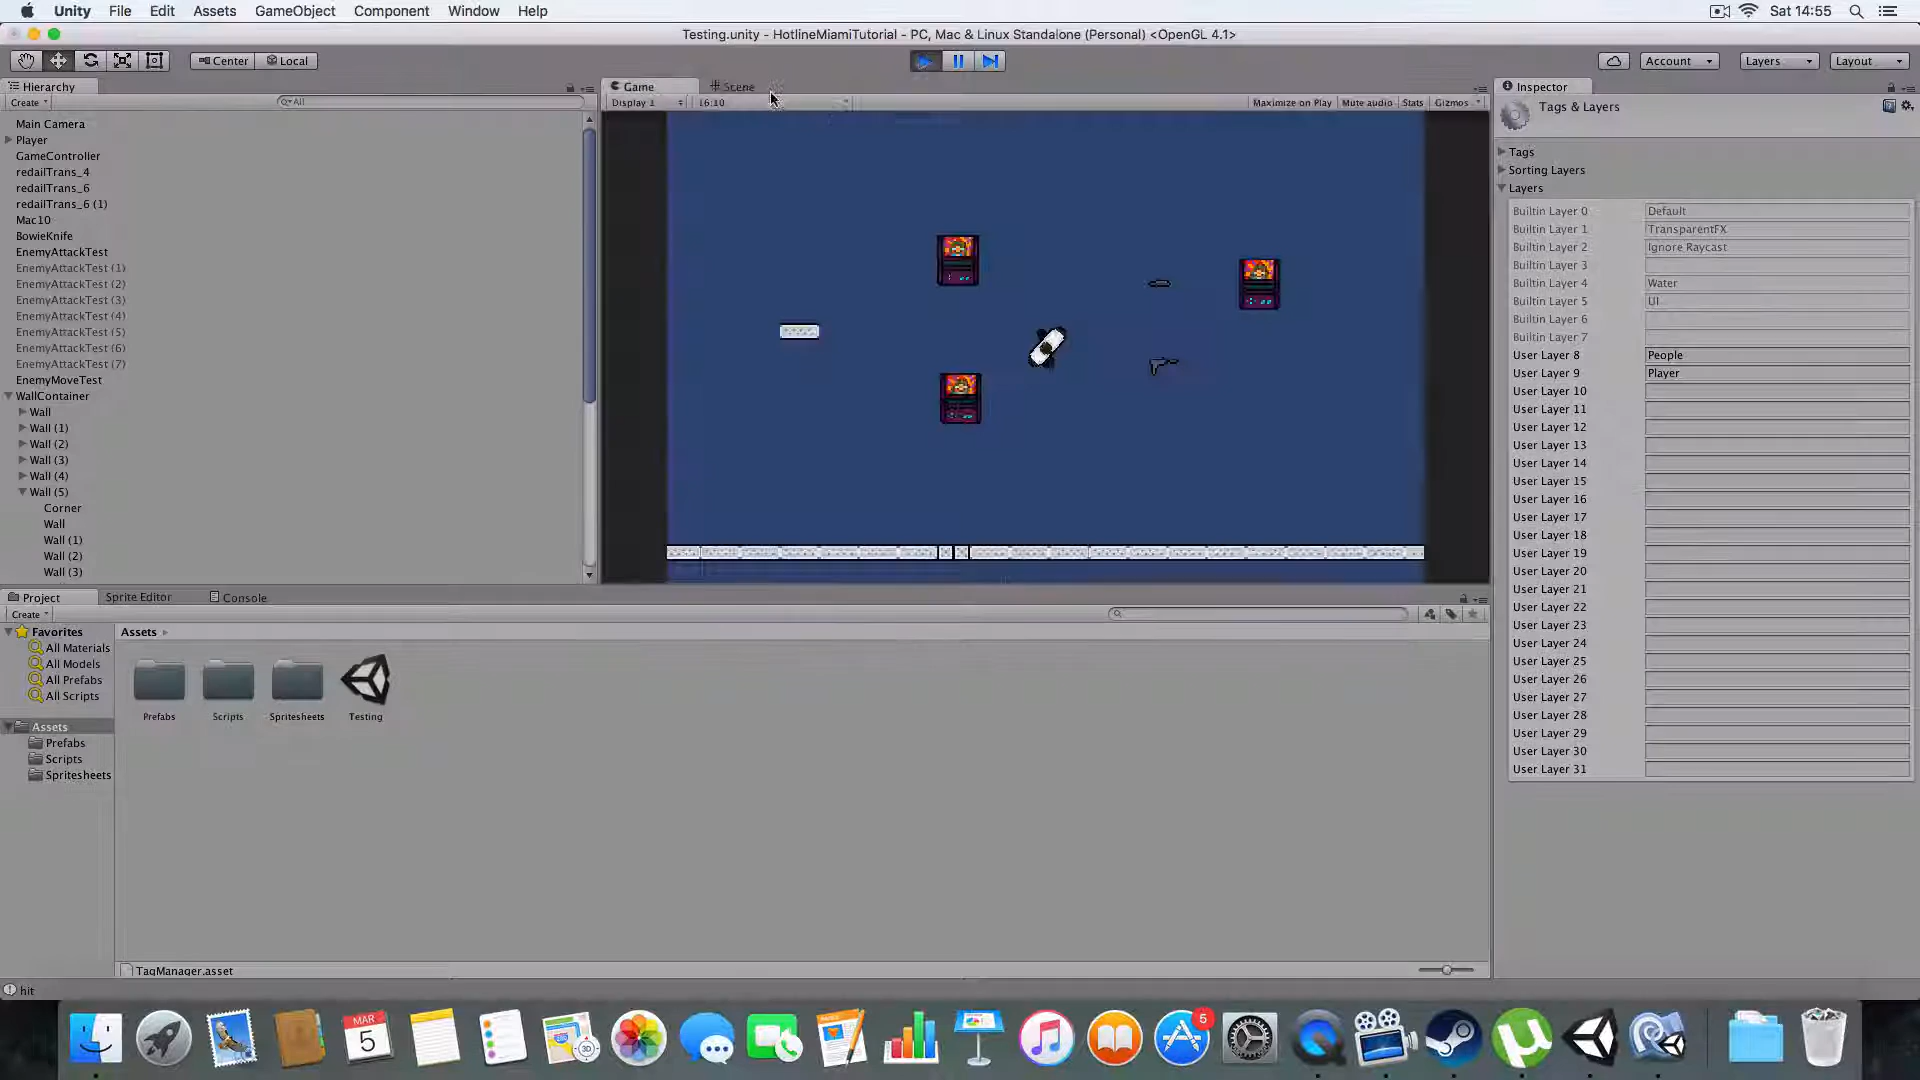 Unity File Edit Assets GameObject Component Window Help Sat 14:55
Testing.unity - HotlineMiamiTutorial - PC, Mac & Linux Standalone (Personal) <OpenGL 4.1>
Center Local Account Layers Layout
Hierarchy Game Scene Inspector
Create All Display 1 16:10 Maximize on Play Mute audio Stats Gizmos Tags & Layers
Main Camera
Player
GameController
redailTrans_4
redailTrans_6
redailTrans_6 (1)
Mac10
BowieKnife
EnemyAttackTest
EnemyAttackTest (1)
EnemyAttackTest (2)
EnemyAttackTest (3)
EnemyAttackTest (4)
EnemyAttackTest (5)
EnemyAttackTest (6)
EnemyAttackTest (7)
EnemyMoveTest
WallContainer
Wall
Wall (1)
Wall (2)
Wall (3)
Wall (4)
Wall (5)
Corner
Wall
Wall (1)
Wall (2)
Wall (3)
Tags
Sorting Layers
Layers
Builtin Layer 0 Default
Builtin Layer 1 TransparentFX
Builtin Layer 2 Ignore Raycast
Builtin Layer 3
Builtin Layer 4 Water
Builtin Layer 5 UI
Builtin Layer 6
Builtin Layer 7
User Layer 8 People
User Layer 9 Player
User Layer 10
User Layer 11
User Layer 12
User Layer 13
User Layer 14
User Layer 15
User Layer 16
User Layer 17
User Layer 18
User Layer 19
User Layer 20
User Layer 21
User Layer 22
User Layer 23
User Layer 24
User Layer 25
User Layer 26
User Layer 27
User Layer 28
User Layer 29
User Layer 30
User Layer 31
Project Sprite Editor Console
Create
Favorites
All Materials
All Models
All Prefabs
All Scripts
Assets
Prefabs
Scripts
Spritesheets
Assets
Prefabs Scripts Spritesheets Testing
TagManager.asset
hit
MAR
5
30
5